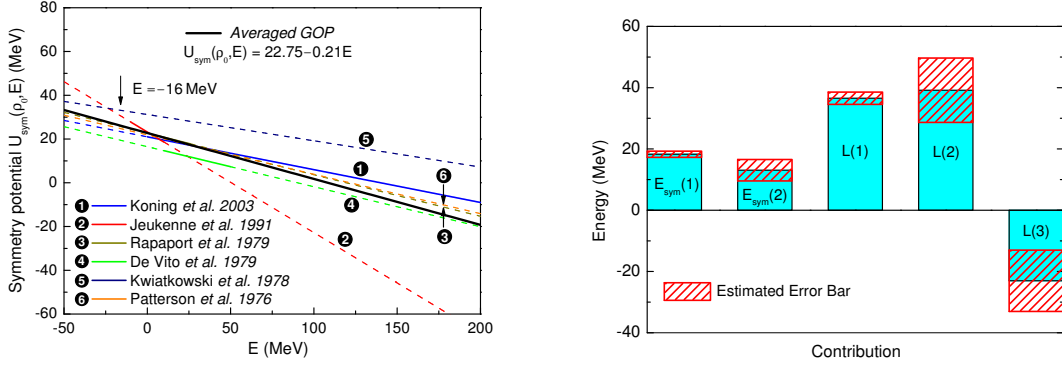 80
60
40
20
0
-20
-40
-60
-50
0
50
100
150
200
Symmetry potential U_sym(ρ₀,E) (MeV)
E (MeV)
Averaged GOP
U_sym(ρ₀,E) = 22.75−0.21E
E = −16 MeV
5
1
6
4
2
3
1 Koning et al. 2003
2 Jeukenne et al. 1991
3 Rapaport et al. 1979
4 De Vito et al. 1979
5 Kwiatkowski et al. 1978
6 Patterson et al. 1976
60
40
20
0
-20
-40
Energy (MeV)
Contribution
E_sym(1)
E_sym(2)
L(1)
L(2)
L(3)
Estimated Error Bar